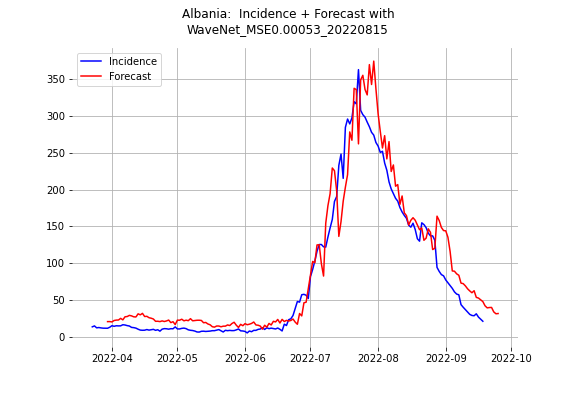 Albania:  Incidence + Forecast with
WaveNet_MSE0.00053_20220815
Incidence
Forecast
350
300
250
200
150
100
50
0
2022-04 2022-05 2022-06 2022-07 2022-08 2022-09 2022-10